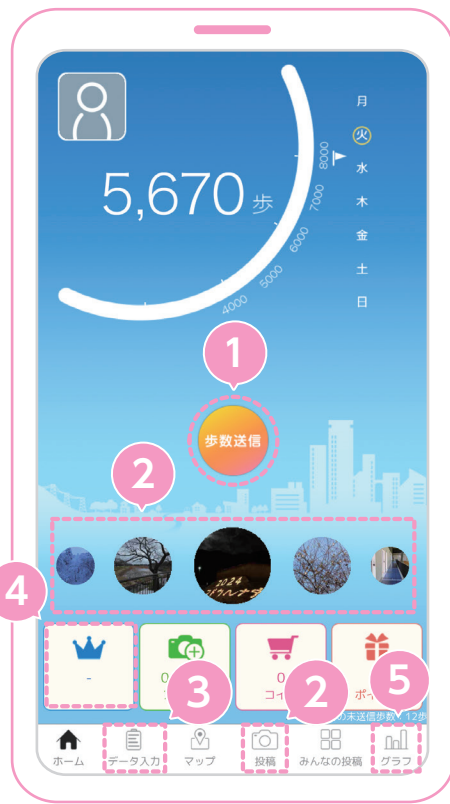 月
火
水
木
金
土
日
5,670 歩
8000
7000
6000
5000
4000
1
歩数送信
2
2024
4
-
0
0
コイ
ポイ
3
2
5
の未送信歩数：12歩
ホーム
データ入力
マップ
投稿
みんなの投稿
グラフ